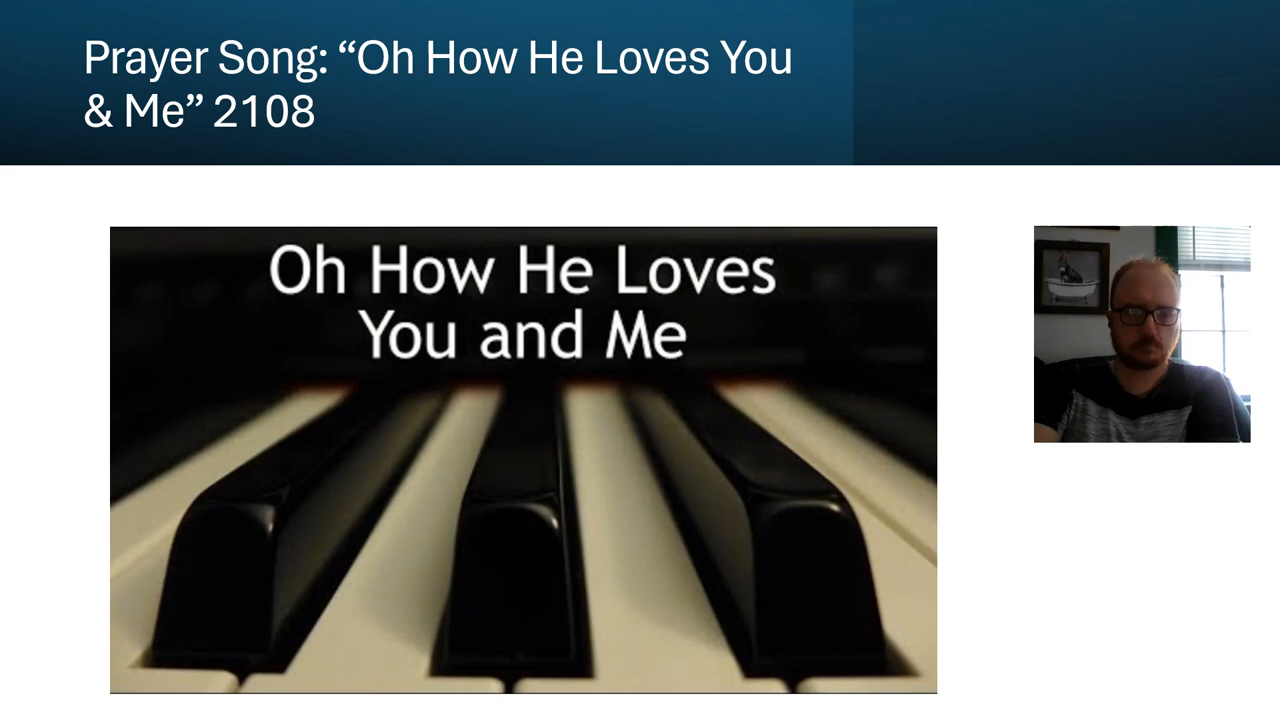 Prayer Song: “Oh How He Loves You
& Me” 2108
Oh How He Loves
You and Me